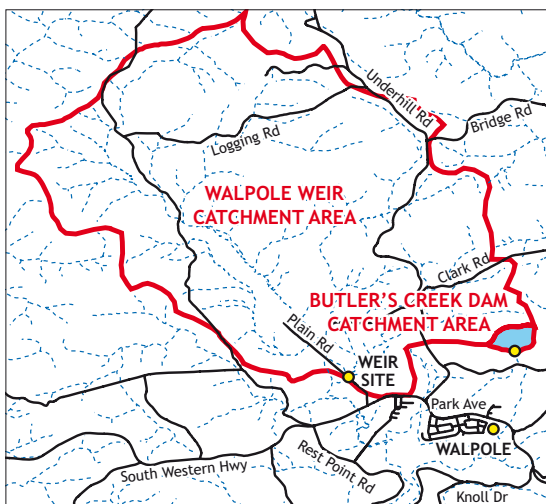 Underhill Rd
Bridge Rd
Logging Rd
WALPOLE WEIR
CATCHMENT AREA
Clark Rd
BUTLER'S CREEK DAM
CATCHMENT AREA
Plain Rd
WEIR
SITE
Park Ave
WALPOLE
South Western Hwy
Rest Point Rd
Knoll Dr